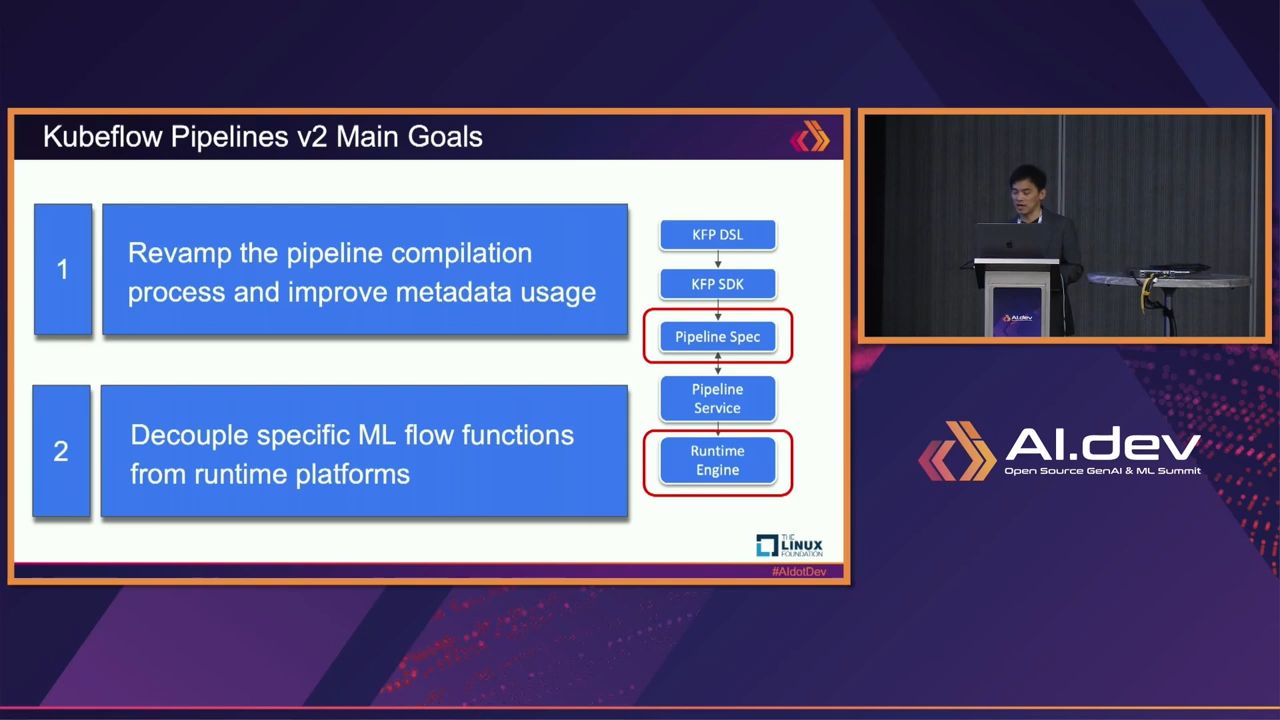 Kubeflow Pipelines v2 Main Goals
1
Revamp the pipeline compilation
process and improve metadata usage
2
Decouple specific ML flow functions
from runtime platforms
KFP DSL
KFP SDK
Pipeline Spec
Pipeline
Service
Runtime
Engine
THE
LINUX
FOUNDATION
#AIdotDev
AI.dev
AI.dev
Open Source GenAI & ML Summit